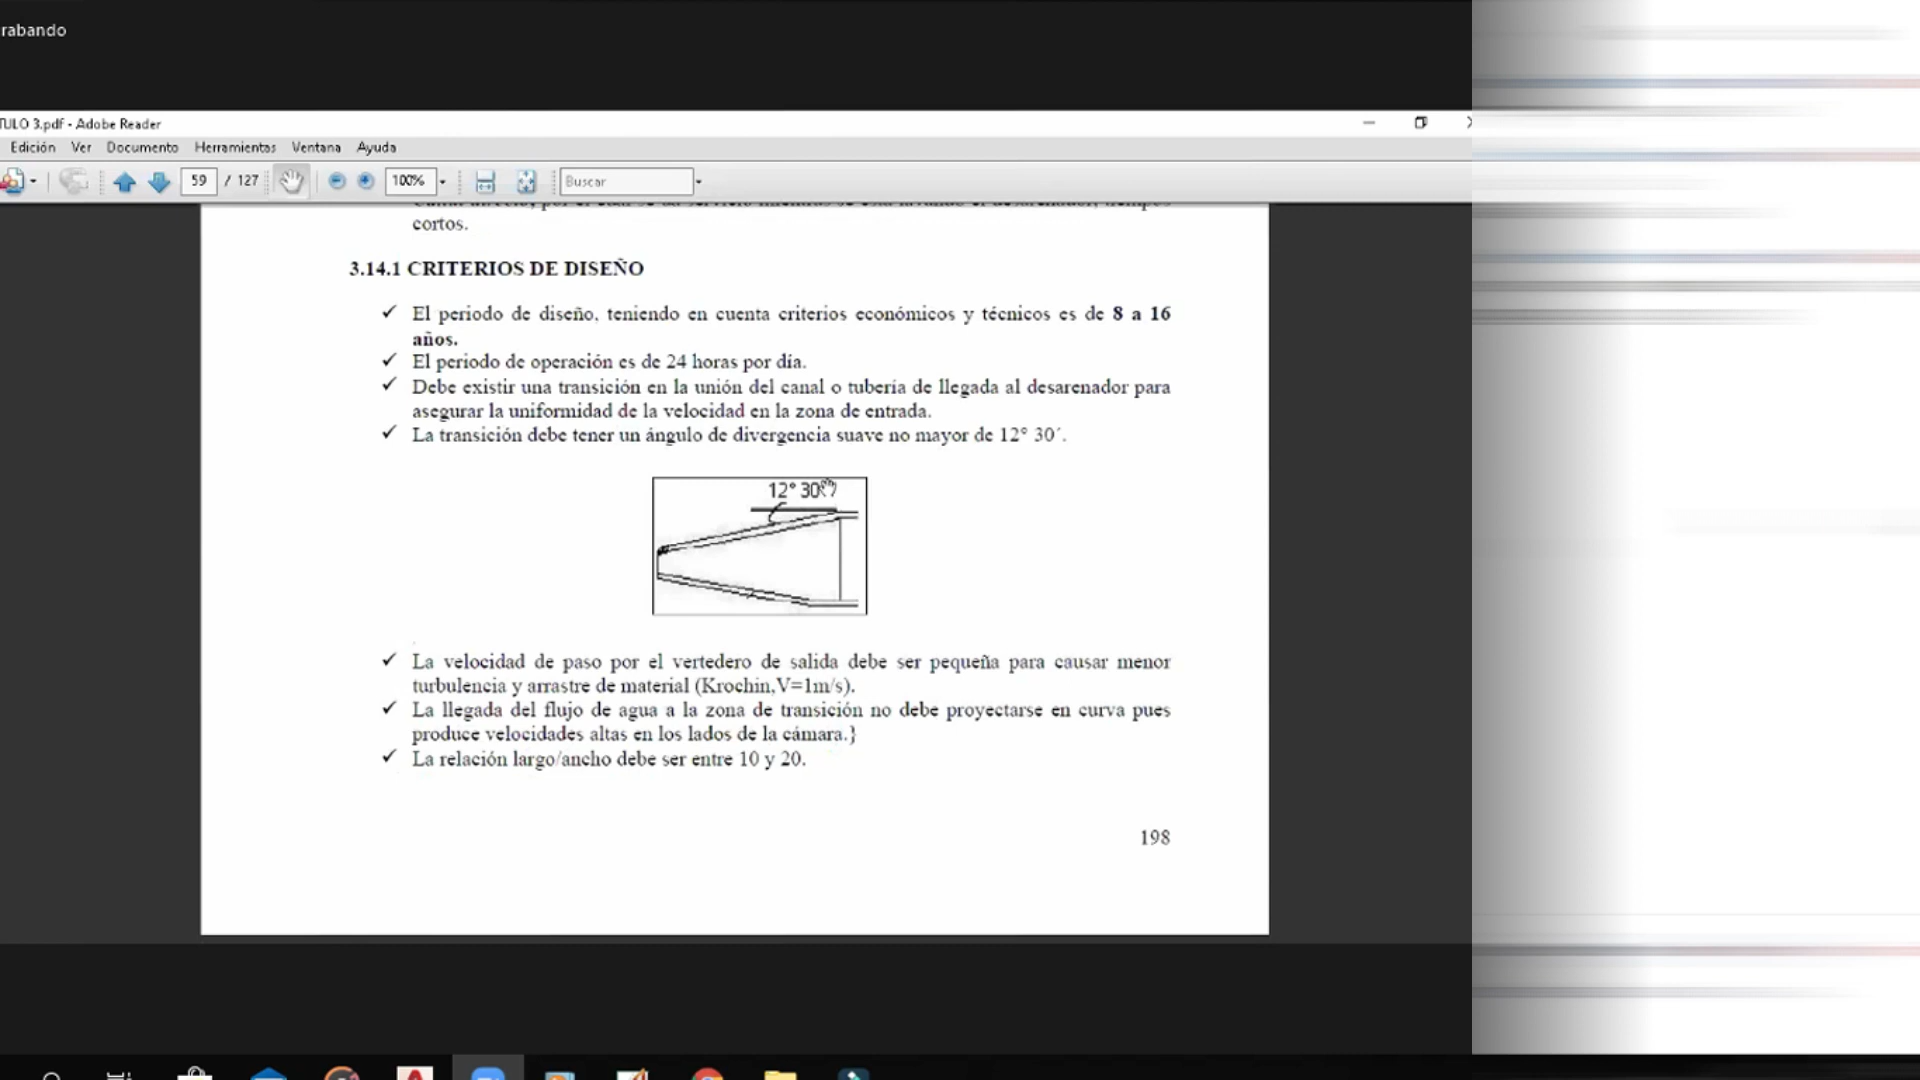 rabando
TULO 3.pdf - Adobe Reader
Edición Ver Documento Herramientas Ventana Ayuda
59 / 127 100% Buscar
cortos.
3.14.1 CRITERIOS DE DISEÑO
✓ El periodo de diseño, teniendo en cuenta criterios económicos y técnicos es de 8 a 16
años.
✓ El periodo de operación es de 24 horas por día.
✓ Debe existir una transición en la unión del canal o tubería de llegada al desarenador para
asegurar la uniformidad de la velocidad en la zona de entrada.
✓ La transición debe tener un ángulo de divergencia suave no mayor de 12° 30´.
12° 30
✓ La velocidad de paso por el vertedero de salida debe ser pequeña para causar menor
turbulencia y arrastre de material (Krochin,V=1m/s).
✓ La llegada del flujo de agua a la zona de transición no debe proyectarse en curva pues
produce velocidades altas en los lados de la cámara.}
✓ La relación largo/ancho debe ser entre 10 y 20.
198